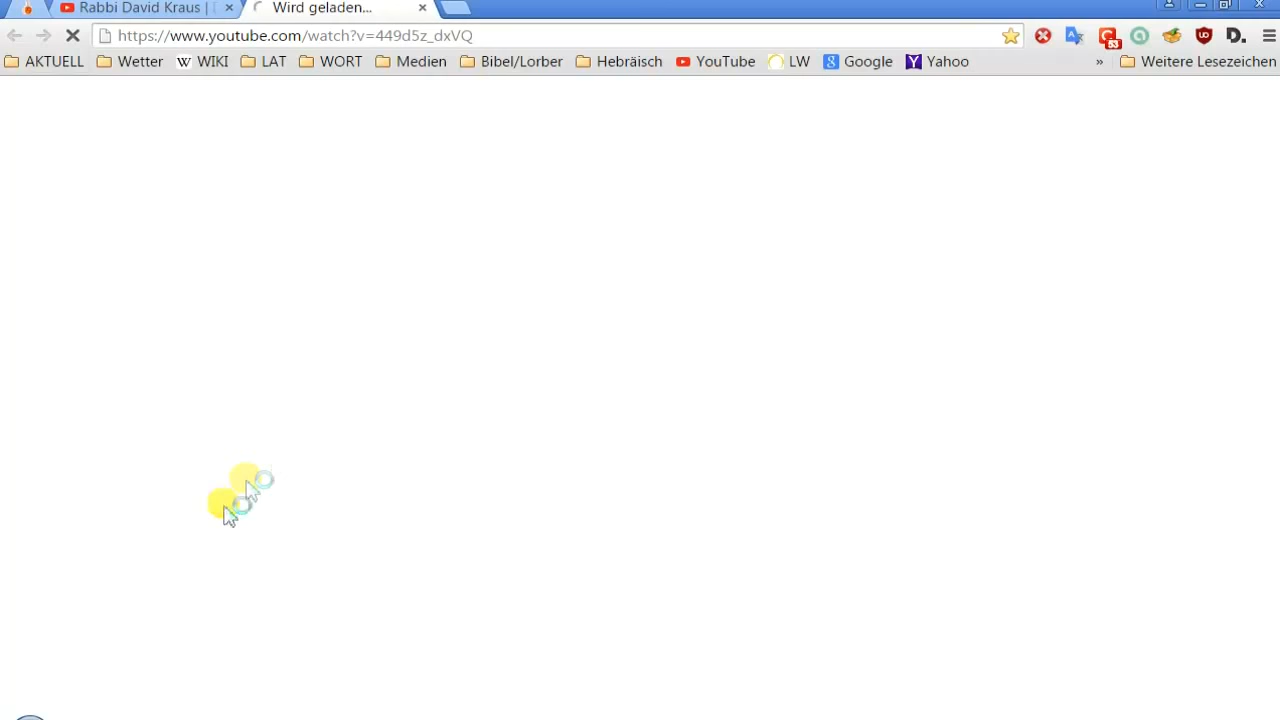 Rabbi David Kraus | [
Wird geladen...
https://www.youtube.com/watch?v=449d5z_dxVQ
53
AKTUELL Wetter WIKI LAT WORT Medien Bibel/Lorber Hebräisch YouTube LW Google Yahoo » Weitere Lesezeichen